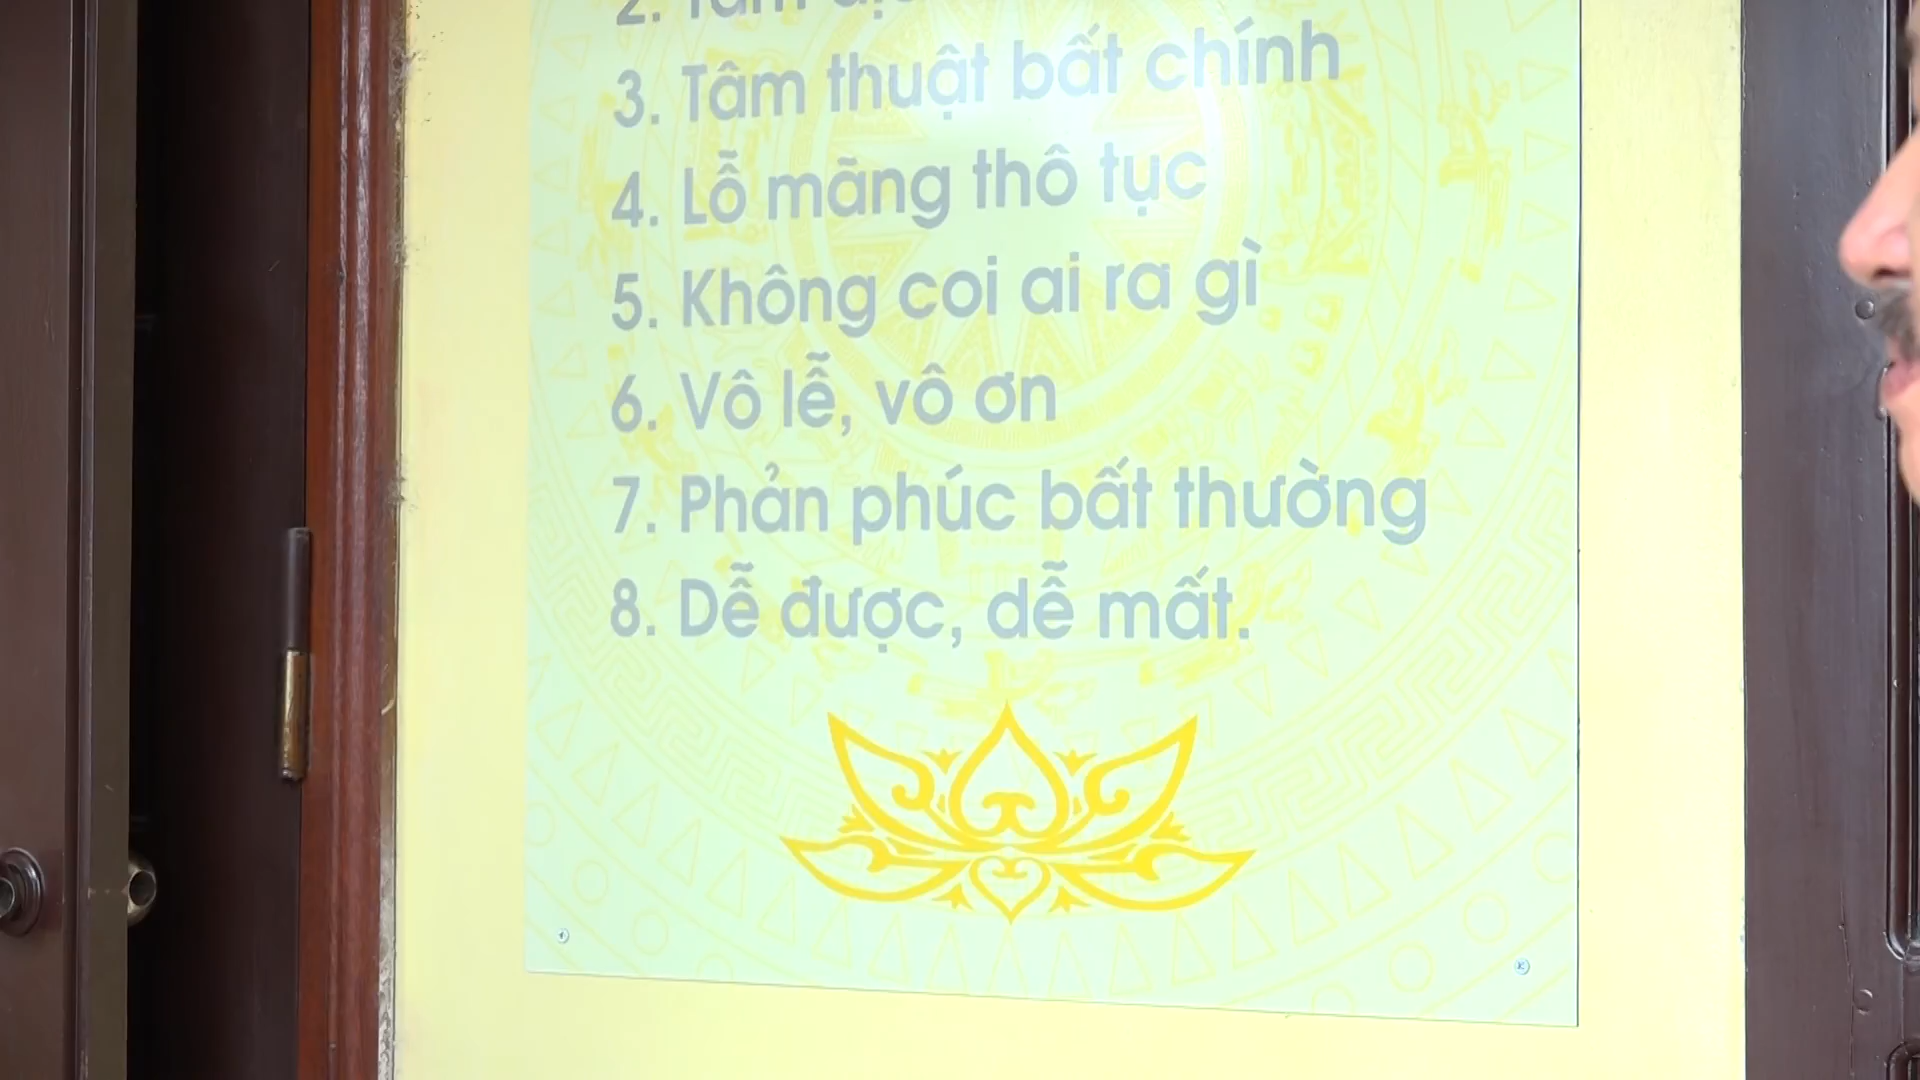 3. Tâm thuật bất chính
4. Lỗ mãng thô tục
5. Không coi ai ra gì
6. Vô lễ, vô ơn
7. Phản phúc bất thường
8. Dễ được, dễ mất.